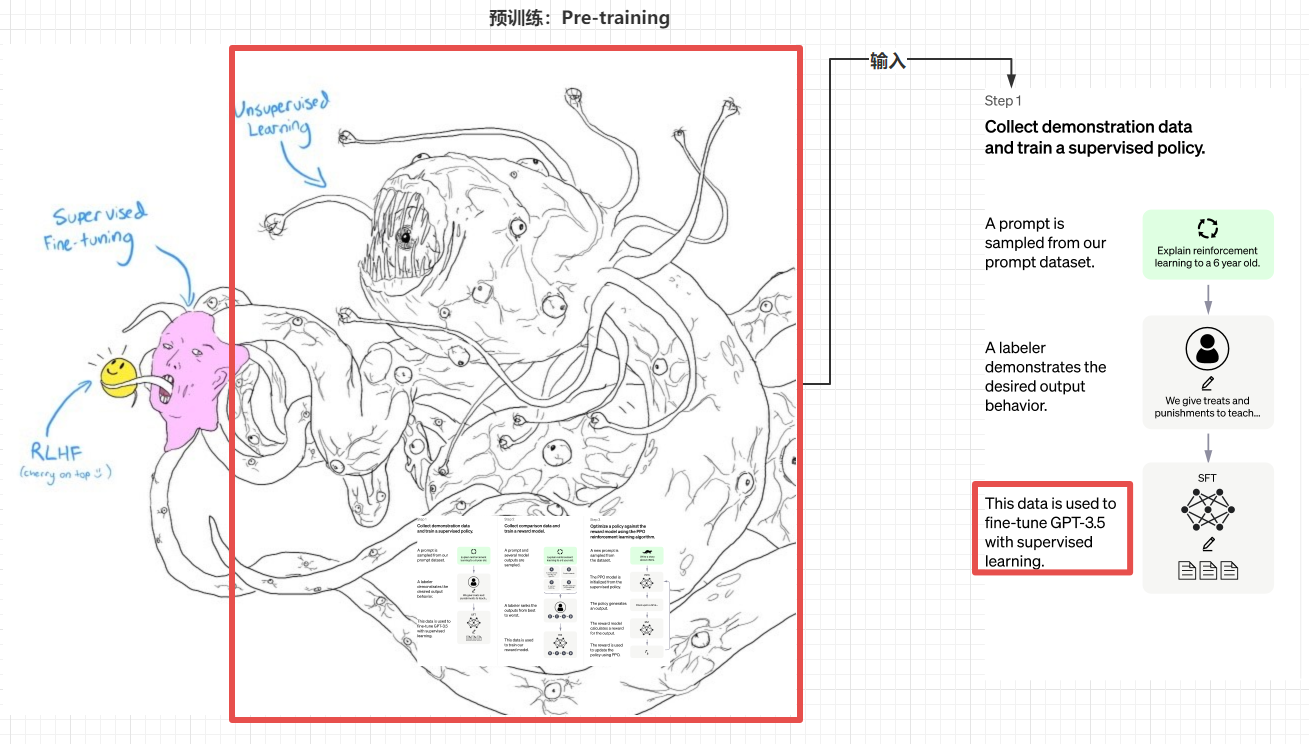 预训练：Pre-training
Unsupervised
Learning
Supervised
Fine-tuning
RLHF
(cherry on top
输入
Step 1
Collect demonstration data
and train a supervised policy.
A prompt is
sampled from our
prompt dataset.
Explain reinforcement
learning to a 6 year old.
A labeler
demonstrates the
desired output
behavior.
We give treats and
punishments to teach...
This data is used to
fine-tune GPT-3.5
with supervised
learning.
SFT
Collect demonstration data
and train a supervised policy.
A prompt is
sampled from our
prompt dataset.
A labeler
demonstrates the
desired output
behavior.
This data is used to
fine-tune GPT-3.5
with supervised
learning.
Collect comparison data and
train a reward model.
A prompt and
several model
outputs are
sampled.
A labeler ranks the
outputs from best
to worst.
This data is used
to train our
reward model.
Optimize a policy against the
reward model using the PPO
reinforcement learning algorithm.
A new prompt is
sampled from
the dataset.
The PPO model is
initialized from the
supervised policy.
The policy generates
an output.
The reward model
calculates a reward
for the output.
The reward is used
to update the
policy using PPO.